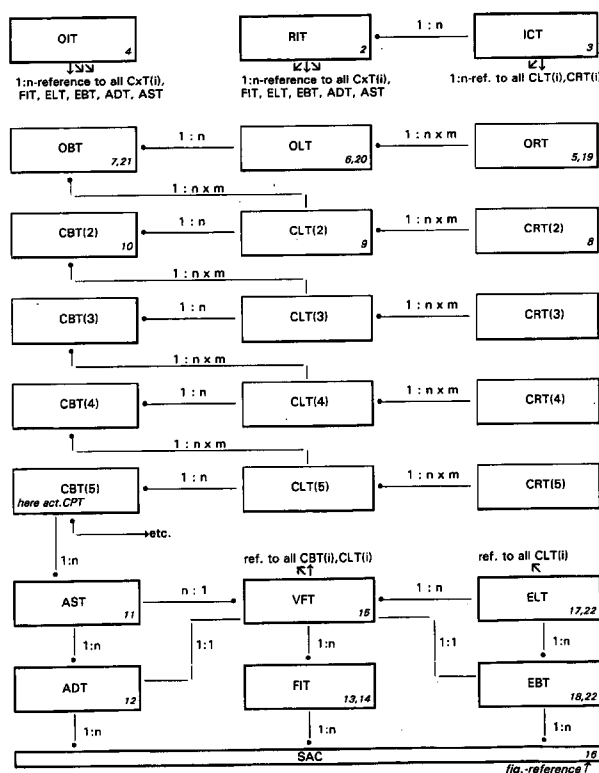 OIT 4
RIT 2
1:n
ICT 3
1:n-reference to all CxT(i),
FIT, ELT, EBT, ADT, AST
1:n-reference to all CxT(i),
FIT, ELT, EBT, ADT, AST
1:n-ref. to all CLT(i),CRT(i)
OBT 7,21
1 : n
OLT 6,20
1 : n x m
ORT 5,19
1 : n x m
CBT(2) 10
1 : n
CLT(2) 9
1 : n x m
CRT(2) 8
1 : n x m
CBT(3)
1 : n
CLT(3)
1 : n x m
CRT(3)
1 : n x m
CBT(4)
1 : n
CLT(4)
1 : n x m
CRT(4)
1 : n x m
CBT(5)
here act.CPT
1 : n
CLT(5)
1 : n x m
CRT(5)
etc.
1:n
ref. to all CBT(i),CLT(i)
ref. to all CLT(i)
AST 11
n : 1
VFT 15
1 : n
ELT 17,22
1:n
1:1
1:n
1:1
1:n
ADT 12
FIT 13,14
EBT 18,22
1:n
1:n
1:n
SAC 16
fig.-reference